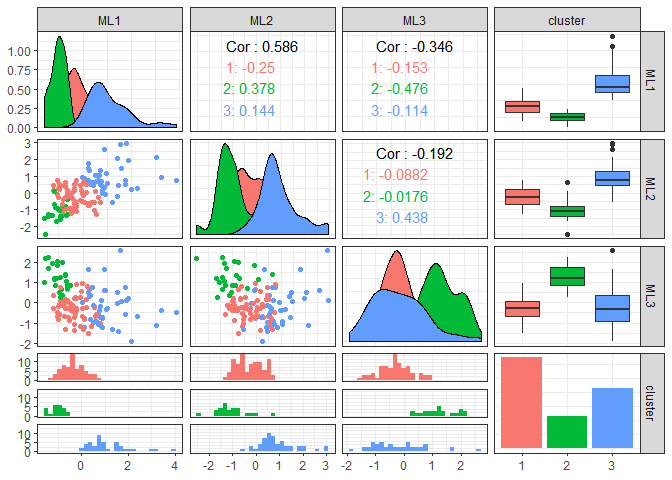 ML1 ML2 ML3 cluster
1.00
0.75
0.50
0.25
0.00
Cor : 0.586
1: -0.25
2: 0.378
3: 0.144
Cor : -0.346
1: -0.153
2: -0.476
3: -0.114
ML1
3
2
1
0
-1
-2
Cor : -0.192
1: -0.0882
2: -0.0176
3: 0.438
ML2
2
1
0
-1
-2
ML3
10
5
0
10
5
0
10
5
0
cluster
0 2 4
-2 -1 0 1 2 3
-2 -1 0 1 2
1 2 3